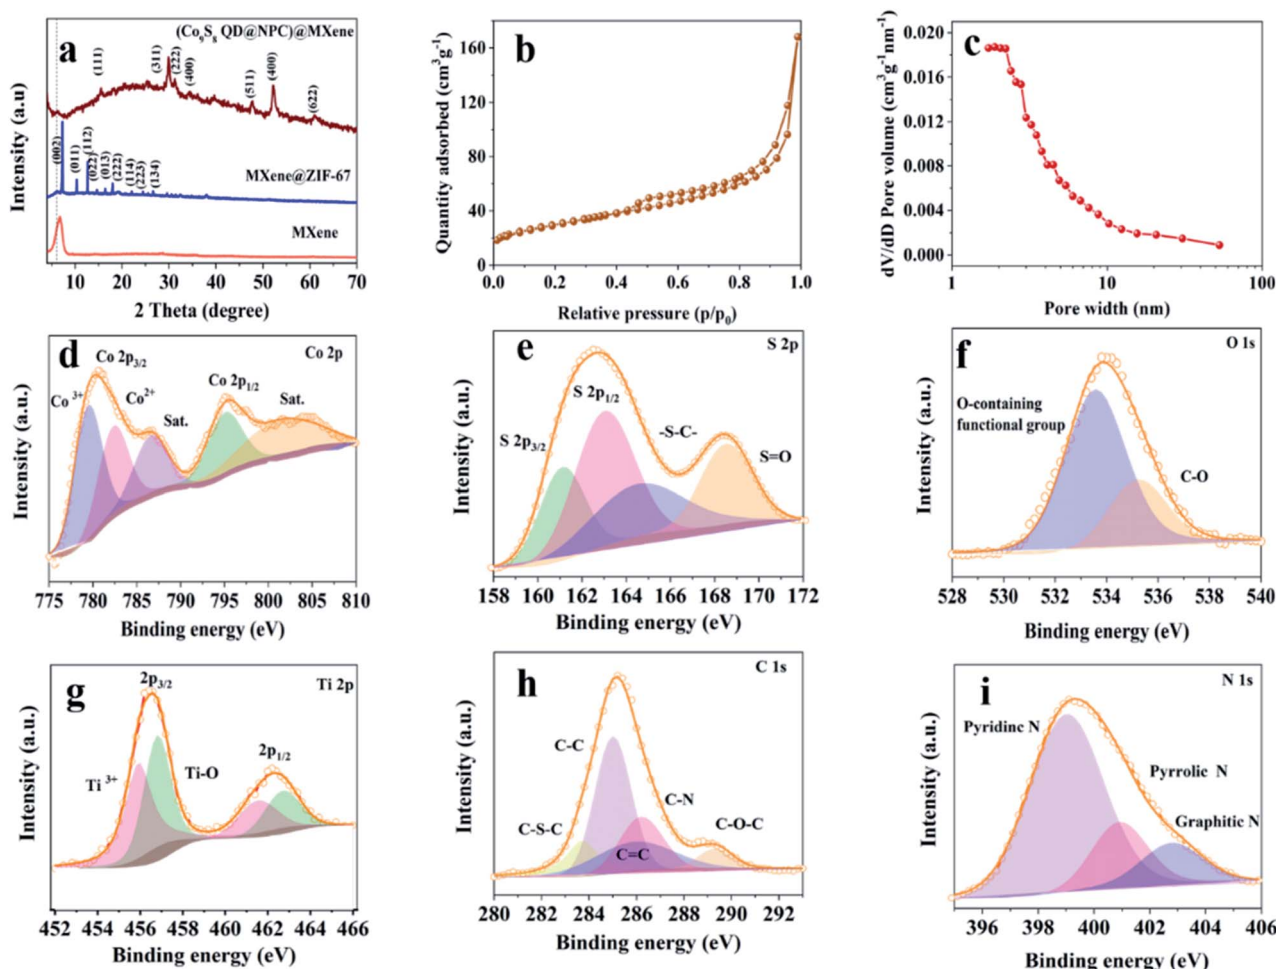 a
(Co₉S₈ QD@NPC)@MXene
(111)
(311)
(222)
(400)
(511)
(400)
(622)
(002)
(011)
(112)
(022)
(013)
(222)
(114)
(223)
(134)
MXene@ZIF-67
MXene
Intensity (a.u)
10 20 30 40 50 60 70
2 Theta (degree)
b
Quantity adsorbed (cm³g⁻¹)
160
120
80
40
0
0.0 0.2 0.4 0.6 0.8 1.0
Relative pressure (p/p₀)
c
dV/dD Pore volume (cm³g⁻¹nm⁻¹)
0.020
0.016
0.012
0.008
0.004
0.000
1 10 100
Pore width (nm)
d
Co 2p
Co 2p₃/₂
Co ³⁺
Co²⁺
Sat.
Co 2p₁/₂
Sat.
Intensity (a.u.)
775 780 785 790 795 800 805 810
Binding energy (eV)
e
S 2p
S 2p₁/₂
S 2p₃/₂
-S-C-
S=O
Intensity (a.u.)
158 160 162 164 166 168 170 172
Binding energy (eV)
f
O 1s
O-containing
functional group
C-O
Intensity (a.u.)
528 530 532 534 536 538 540
Binding energy (eV)
g
Ti 2p
2p₃/₂
Ti ³⁺
Ti-O
2p₁/₂
Intensity (a.u.)
452 454 456 458 460 462 464 466
Binding energy (eV)
h
C 1s
C-C
C-N
C-S-C
C=C
C-O-C
Intensity (a.u.)
280 282 284 286 288 290 292
Binding energy (eV)
i
N 1s
Pyridinc N
Pyrrolic N
Graphitic N
Intensity (a.u.)
396 398 400 402 404 406
Binding energy (eV)